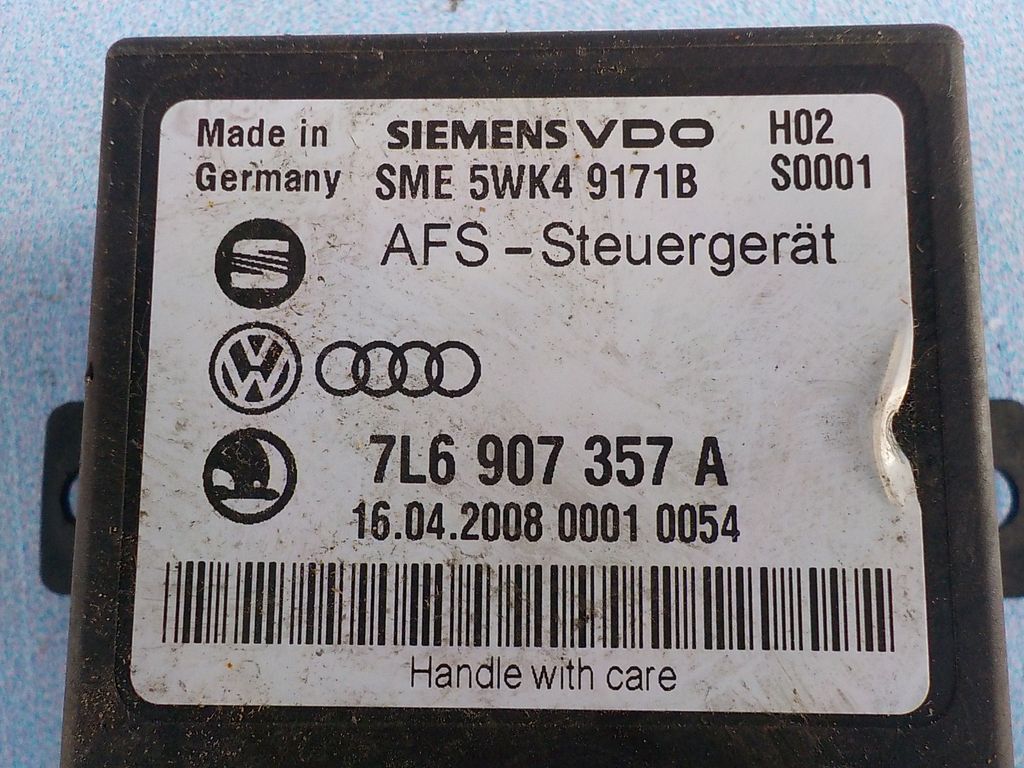 Made in SIEMENS VDO H02
Germany SME 5WK4 9171B S0001
AFS - Steuergerät
7L6 907 357 A
16.04.2008 0001 0054
Handle with care